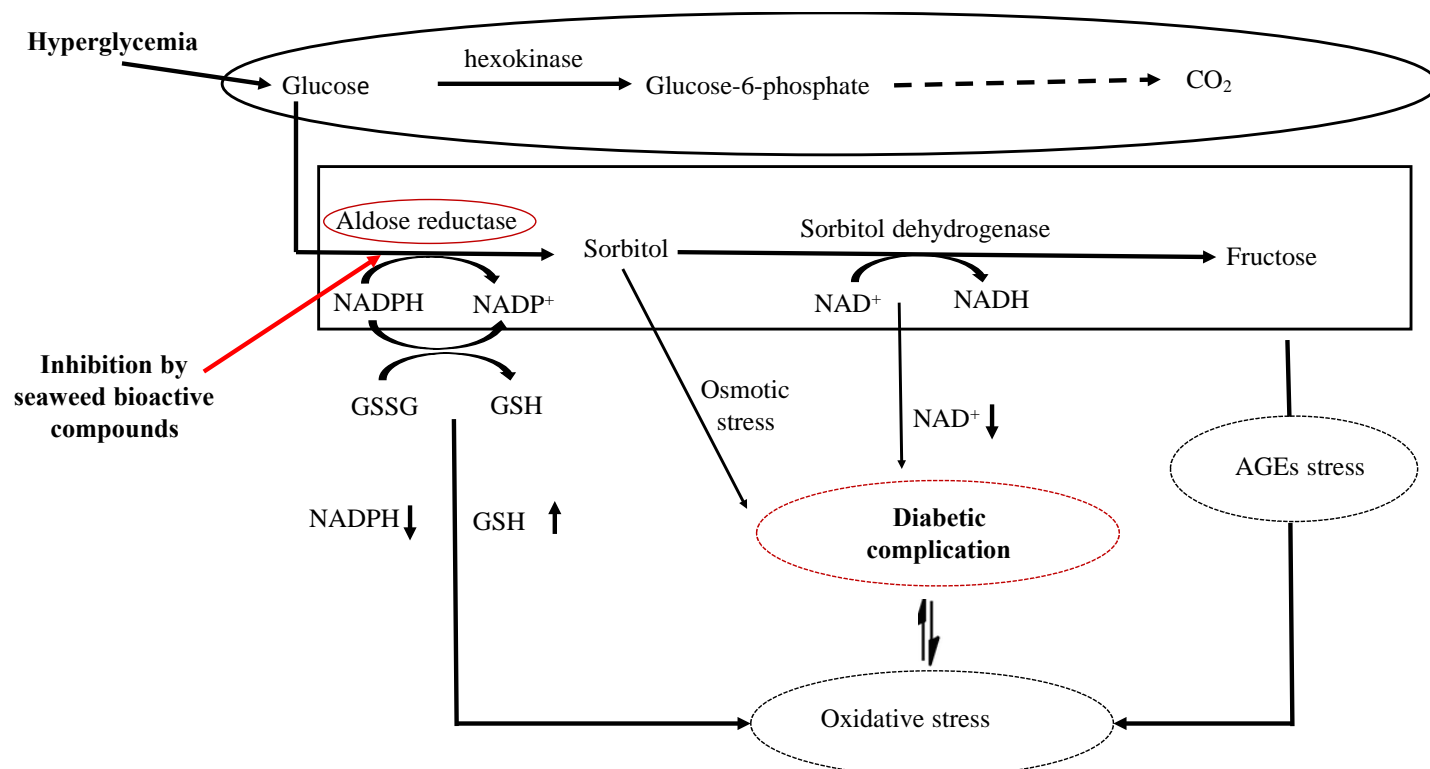 Hyperglycemia
Glucose
hexokinase
Glucose-6-phosphate
CO₂
Aldose reductase
Sorbitol
Sorbitol dehydrogenase
Fructose
NADPH
NADP⁺
NAD⁺
NADH
Inhibition by
seaweed bioactive
compounds
GSSG
GSH
Osmotic
stress
NAD⁺
AGEs stress
NADPH
GSH
Diabetic
complication
Oxidative stress